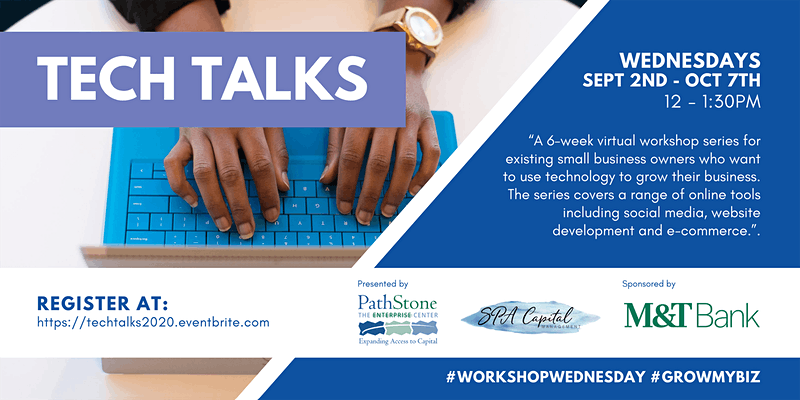 TECH TALKS
WEDNESDAYS
SEPT 2ND - OCT 7TH
12 – 1:30PM
“A 6-week virtual workshop series for
existing small business owners who want
to use technology to grow their business.
The series covers a range of online tools
including social media, website
development and e-commerce.”.
REGISTER AT:
https://techtalks2020.eventbrite.com
Presented by
PathStone
THE ENTERPRISE CENTER
Expanding Access to Capital
SPA Capital
MANAGEMENT
Sponsored by
M&T Bank
#WORKSHOPWEDNESDAY #GROWMYBIZ